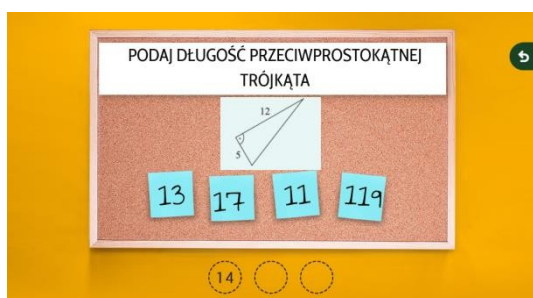 PODAJ DŁUGOŚĆ PRZECIWPROSTOKĄTNEJ
TRÓJKĄTA
12
5
13 17 11 119
14